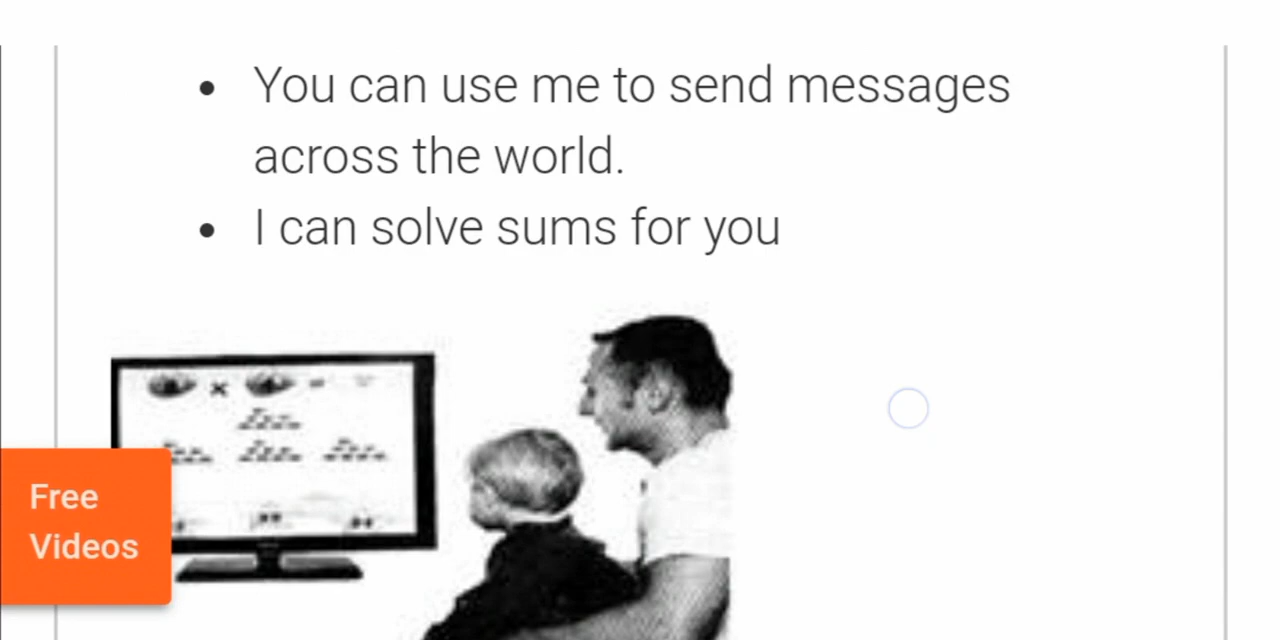 • You can use me to send messages
across the world.
• I can solve sums for you
Free
Videos